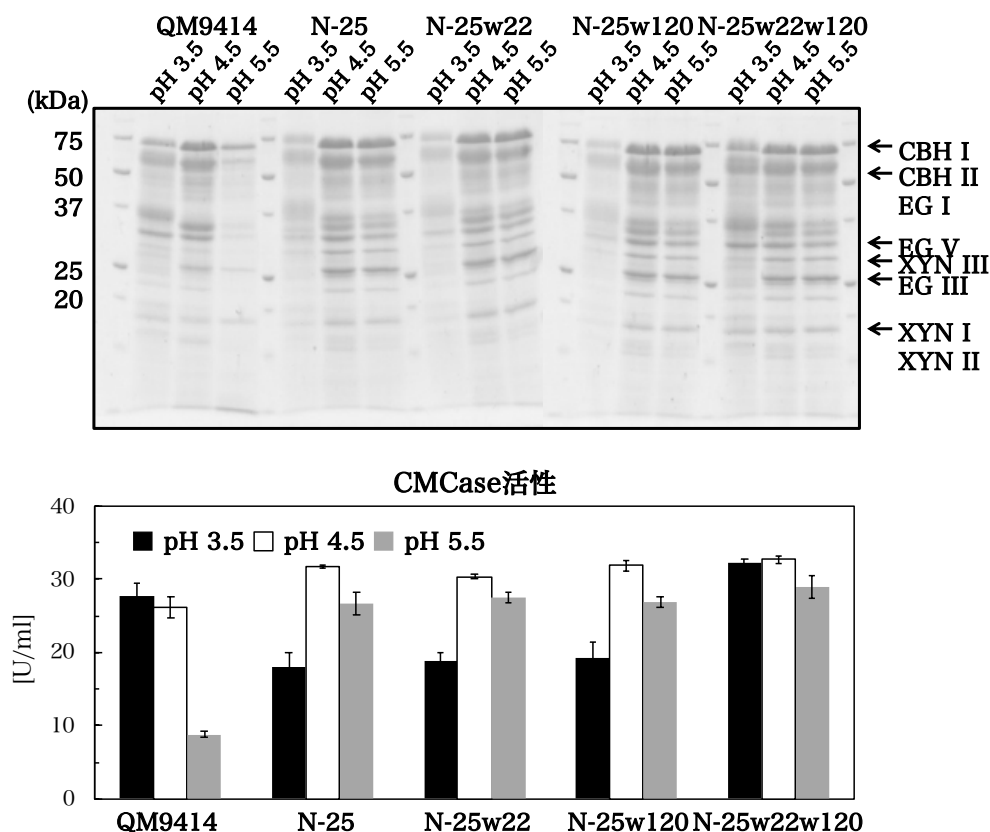 QM9414 N-25 N-25w22 N-25w120 N-25w22w120
pH 3.5 pH 4.5 pH 5.5 pH 3.5 pH 4.5 pH 5.5 pH 3.5 pH 4.5 pH 5.5 pH 3.5 pH 4.5 pH 5.5 pH 3.5 pH 4.5 pH 5.5
(kDa)
75
50
37
25
20
CBH I
CBH II
EG I
EG V
XYN III
EG III
XYN I
XYN II
CMCase活性
pH 3.5 pH 4.5 pH 5.5
[U/ml]
40
30
20
10
0
QM9414 N-25 N-25w22 N-25w120 N-25w22w120